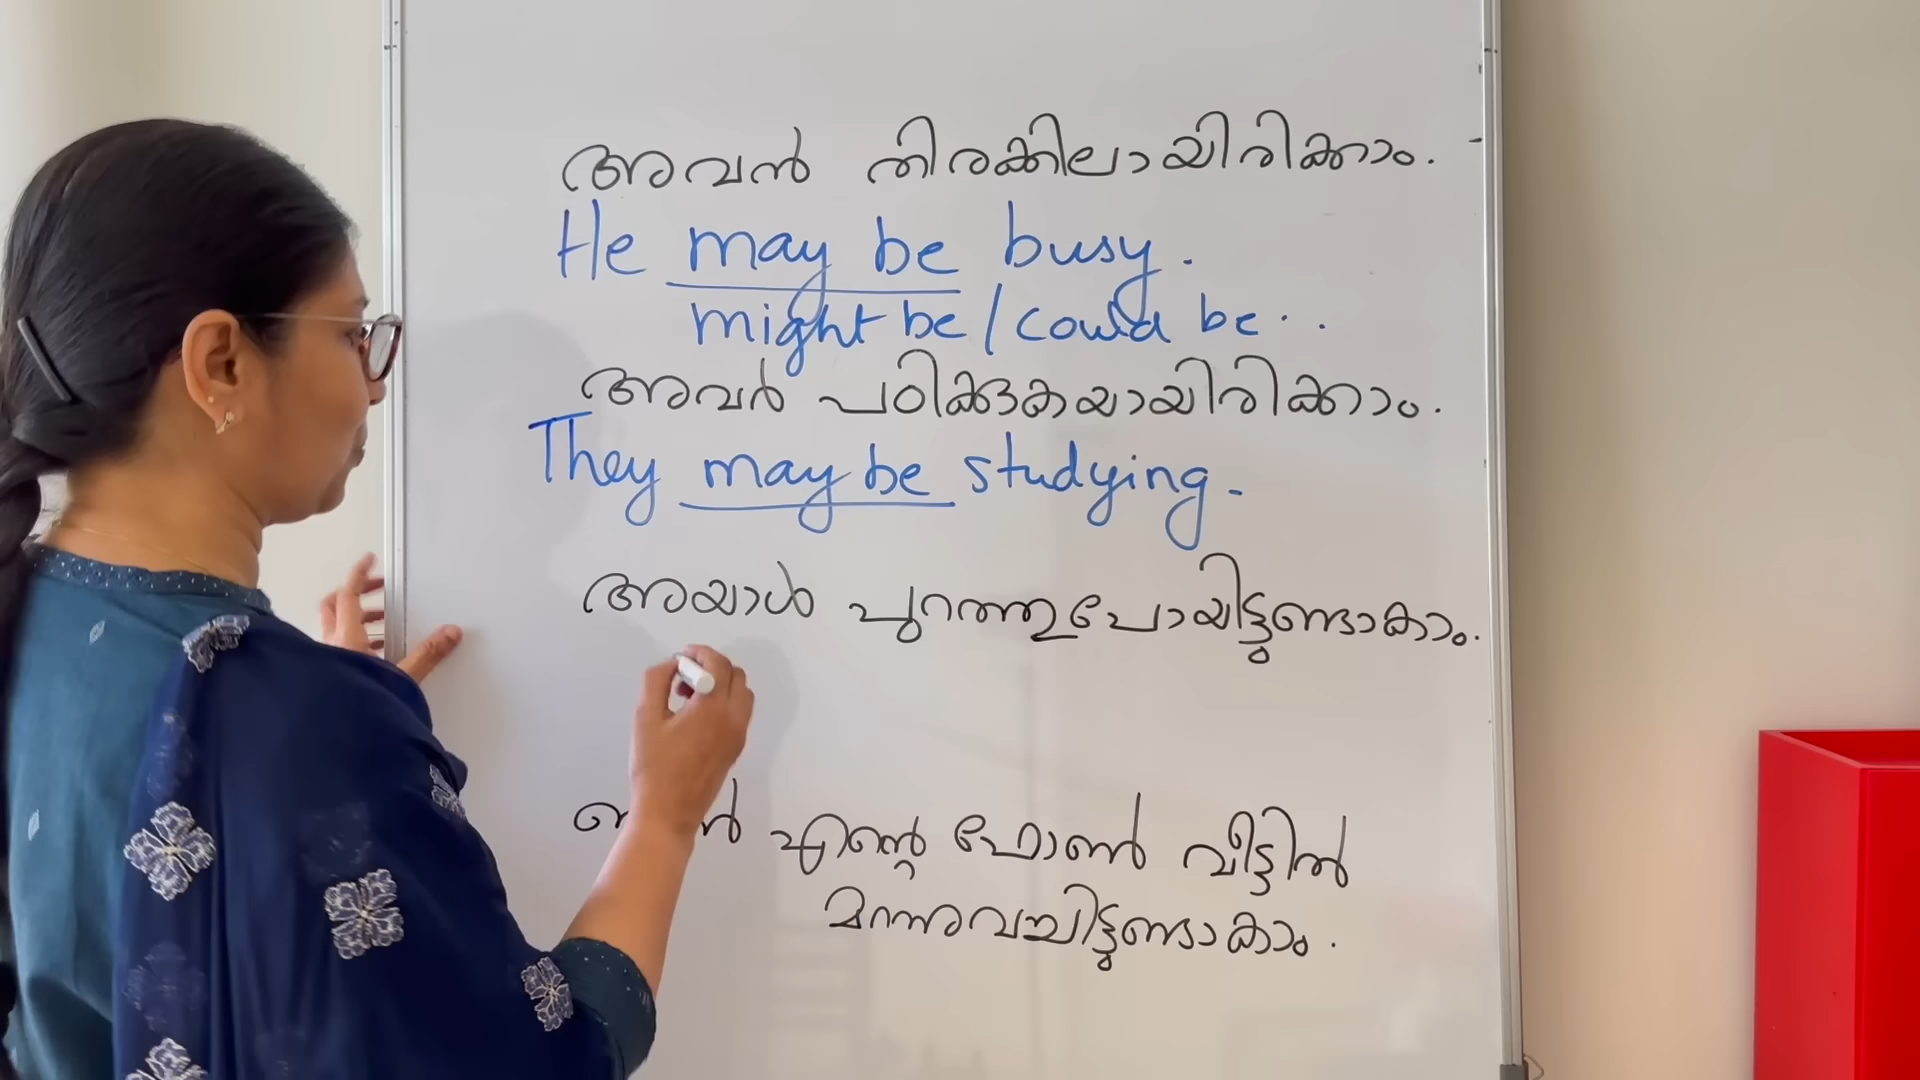 അവൻ തിരക്കിലായിരിക്കാം.
He may be busy.
might be/could be..
അവർ പഠിക്കുകയായിരിക്കാം.
They may be studying.
അയാൾ പുറത്തുപോയിട്ടുണ്ടാകാം.
എന്റെ ഫോൺ വീട്ടിൽ
മറന്നുവച്ചിട്ടുണ്ടാകാം.